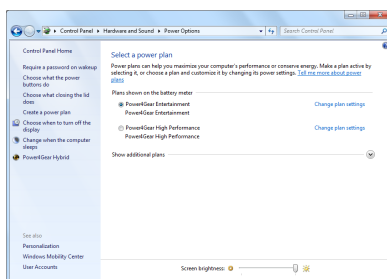 Control Panel ▸ Hardware and Sound ▸ Power Options
Search Control Panel
Control Panel Home
Require a password on wakeup
Choose what the power
buttons do
Choose what closing the lid
does
Create a power plan
Choose when to turn off the
display
Change when the computer
sleeps
Power4Gear Hybrid
See also
Personalization
Windows Mobility Center
User Accounts
Select a power plan
Power plans can help you maximize your computer's performance or conserve energy. Make a plan active by
selecting it, or choose a plan and customize it by changing its power settings. Tell me more about power
plans
Plans shown on the battery meter
Power4Gear Entertainment Change plan settings
Power4Gear Entertainment
Power4Gear High Performance Change plan settings
Power4Gear High Performance
Show additional plans
Screen brightness: